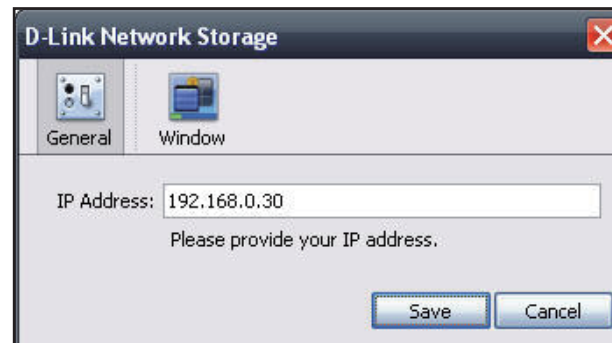 D-Link Network Storage
General
Window
IP Address: 192.168.0.30
Please provide your IP address.
Save
Cancel